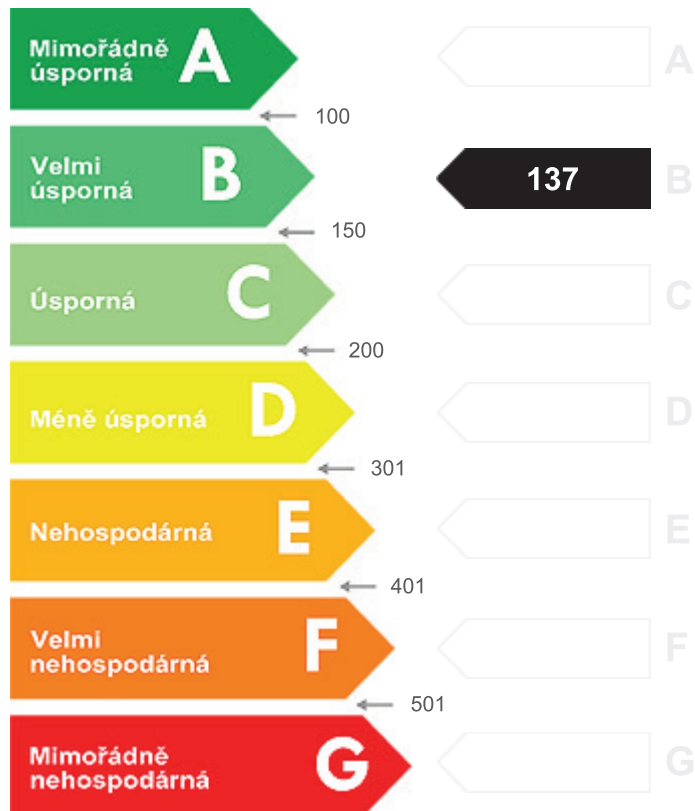 Mimořádně
úsporná
A
A
100
Velmi
úsporná
B
137
B
150
Úsporná
C
C
200
Méně úsporná
D
D
301
Nehospodárná
E
E
401
Velmi
nehospodárná
F
F
501
Mimořádně
nehospodárná
G
G